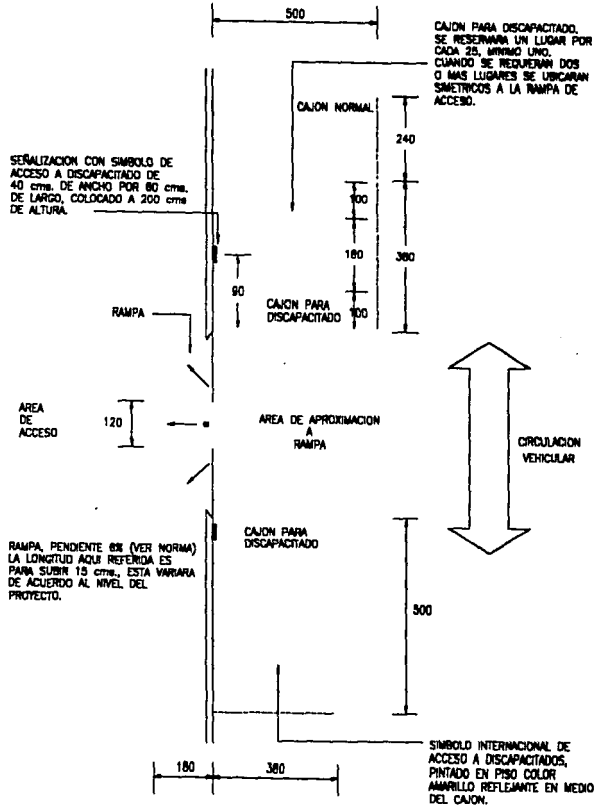 500
CAJON PARA DISCAPACITADO.
SE RESERVARA UN LUGAR POR
CADA 25, MINIMO UNO.
CUANDO SE REQUIERAN DOS
O MAS LUGARES SE UBICARAN
SIMETRICOS A LA RAMPA DE
ACCESO.
CAJON NORMAL
240
SEÑALIZACION CON SIMBOLO DE
ACCESO A DISCAPACITADO DE
40 cms. DE ANCHO POR 60 cms.
DE LARGO, COLOCADO A 200 cms
DE ALTURA.
100
180
380
90
100
CAJON PARA
DISCAPACITADO
RAMPA
AREA
DE
ACCESO
120
AREA DE APROXIMACION
A
RAMPA
CIRCULACION
VEHICULAR
CAJON PARA
DISCAPACITADO
RAMPA, PENDIENTE 6% (VER NORMA)
LA LONGITUD AQUI REFERIDA ES
PARA SUBIR 15 cms., ESTA VARIARA
DE ACUERDO AL NIVEL DEL
PROYECTO.
500
180
380
SIMBOLO INTERNACIONAL DE
ACCESO A DISCAPACITADOS,
PINTADO EN PISO COLOR
AMARILLO REFLEJANTE EN MEDIO
DEL CAJON.